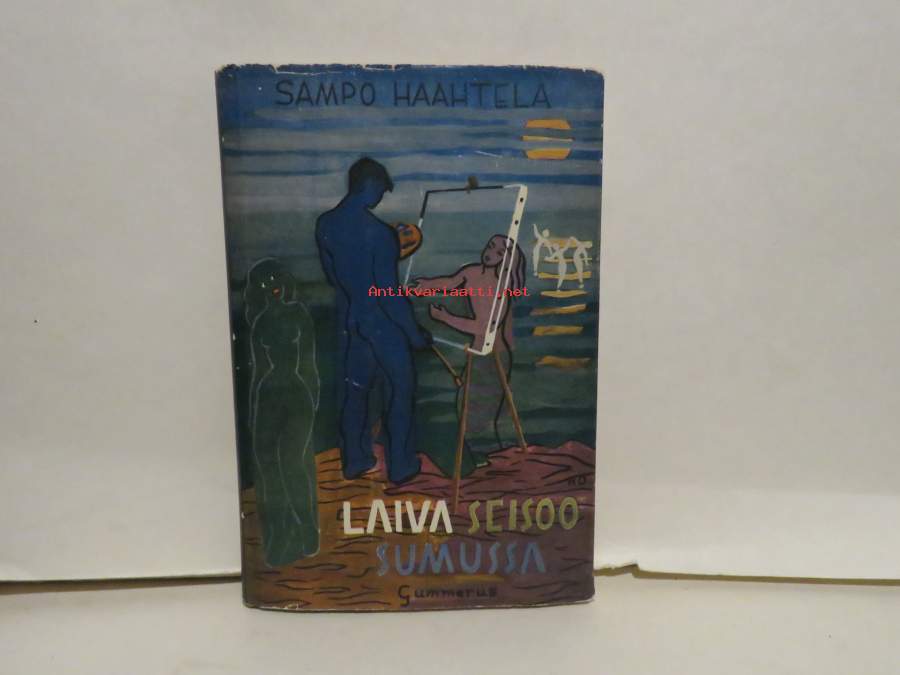 SAMPO HAAHTELA
Antikvariaatti.net
LAIVA SEISOO
SUMUSSA
Gummerus